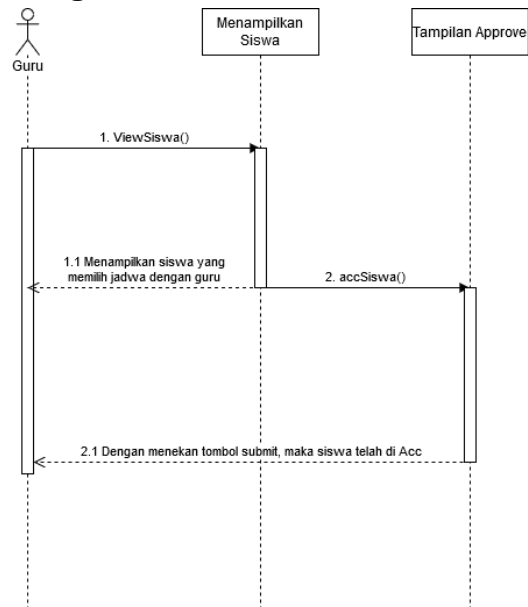 Guru
Menampilkan
Siswa
Tampilan Approve
1. ViewSiswa()
1.1 Menampilkan siswa yang
memilih jadwa dengan guru
2. accSiswa()
2.1 Dengan menekan tombol submit, maka siswa telah di Acc